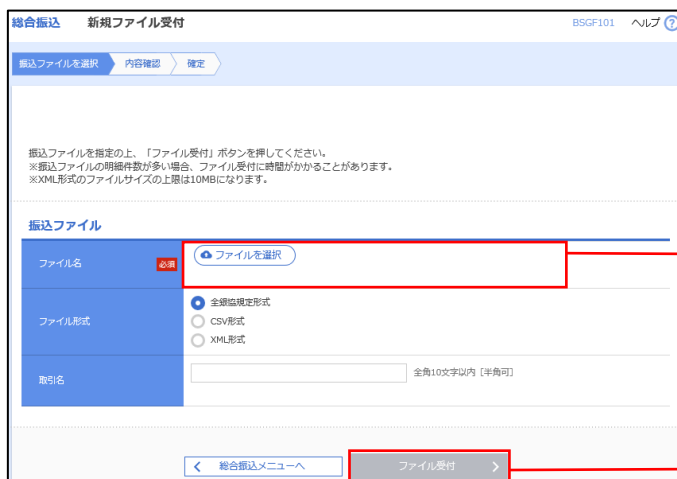 総合振込 新規ファイル受付 BSGF101 ヘルプ ?
振込ファイルを選択 内容確認 確定
振込ファイルを指定の上、「ファイル受付」ボタンを押してください。
※振込ファイルの明細件数が多い場合、ファイル受付に時間がかかることがあります。
※XML形式のファイルサイズの上限は10MBになります。
振込ファイル
ファイル名 必須 ファイルを選択
ファイル形式
全銀協規定形式
CSV形式
XML形式
取引名 全角10文字以内［半角可］
総合振込メニューへ ファイル受付